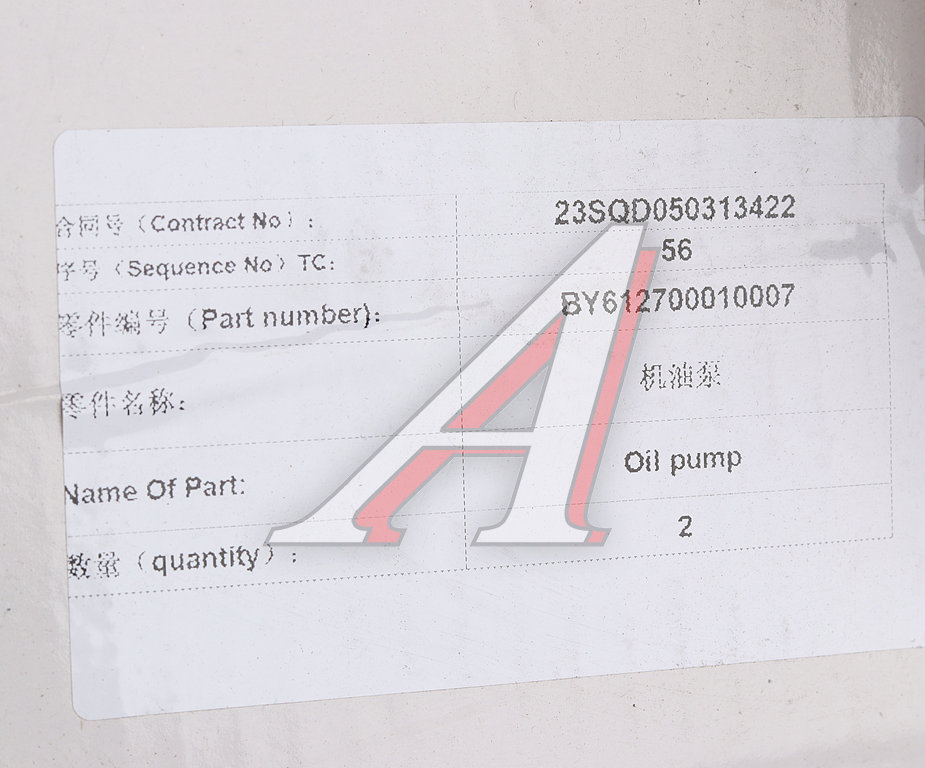 合同号（Contract No）：
23SQD050313422
序号（Sequence No）TC:
56
零件编号（Part number):
BY612700010007
零件名称:
机油泵
Name Of Part:
Oil pump
数量（quantity）:
2
A